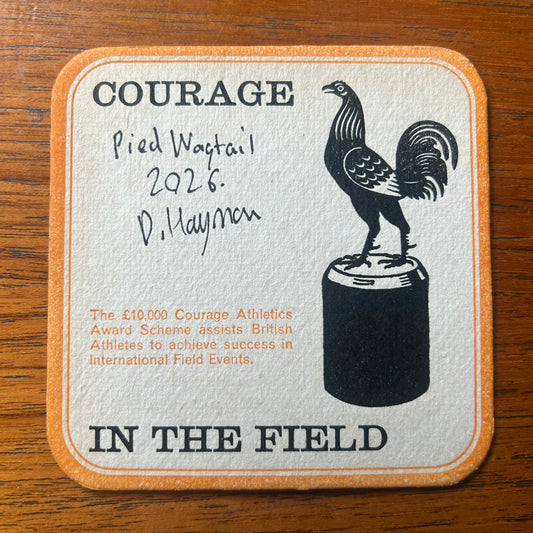 COURAGE
Pied Wagtail
2026.
D. Hayman
The £10,000 Courage Athletics
Award Scheme assists British
Athletes to achieve success in
International Field Events.
IN THE FIELD